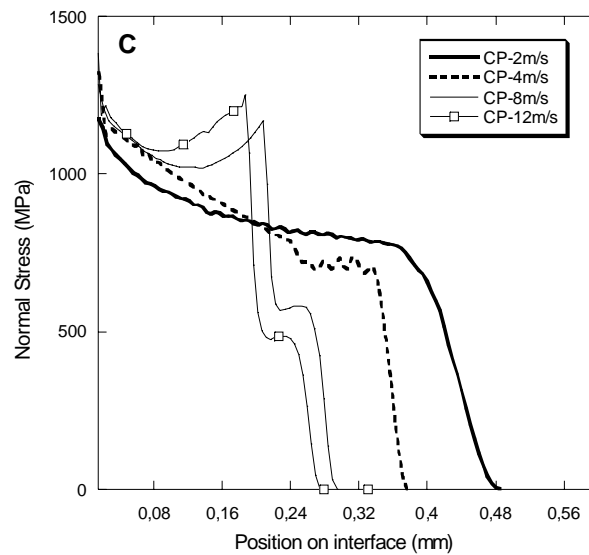 C
CP-2m/s
CP-4m/s
CP-8m/s
CP-12m/s
1500
1000
500
0
Normal Stress (MPa)
0,08 0,16 0,24 0,32 0,4 0,48 0,56
Position on interface (mm)